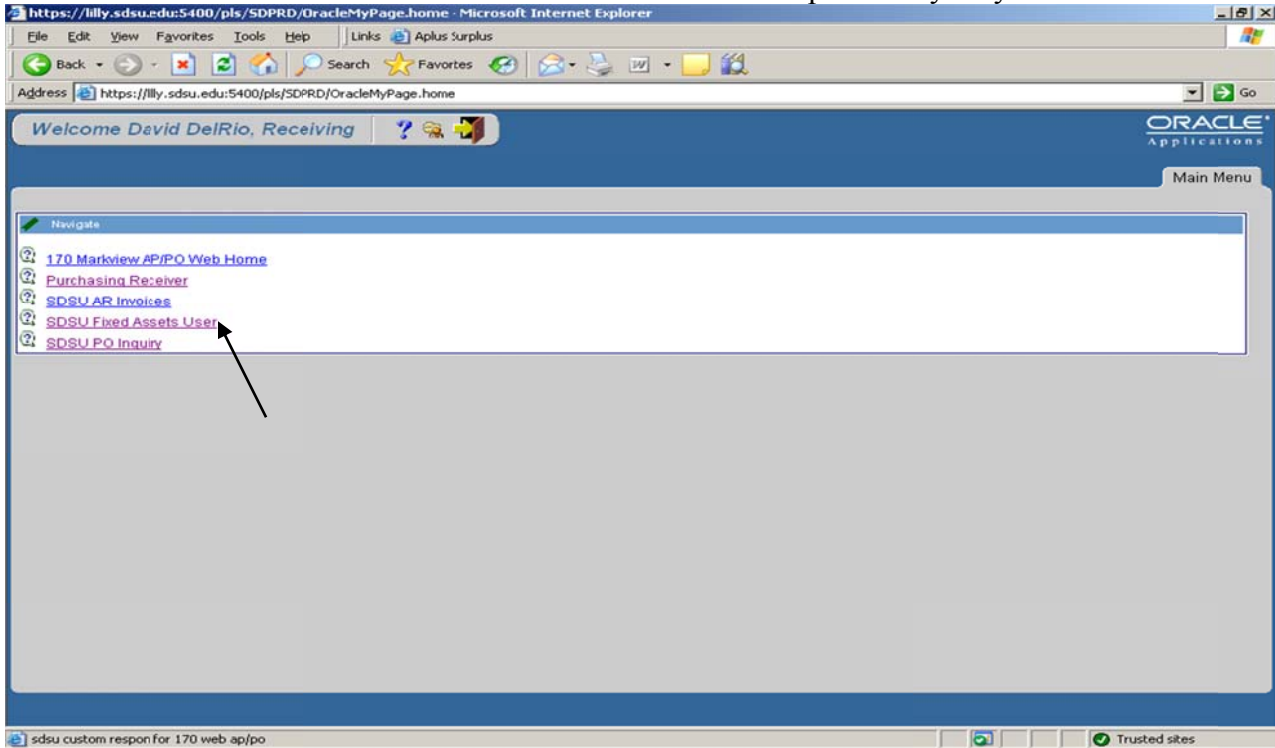 https://lilly.sdsu.edu:5400/pls/SDPRD/OracleMyPage.home - Microsoft Internet Explorer
File Edit View Favorites Tools Help Links Aplus Surplus
Back Search Favorites
Address https://lilly.sdsu.edu:5400/pls/SDPRD/OracleMyPage.home Go
Welcome David DelRio, Receiving
ORACLE
Applications
Main Menu
Navigate
170 Markview AP/PO Web Home
Purchasing Receiver
SDSU AR Invoices
SDSU Fixed Assets User
SDSU PO Inquiry
sdsu custom respon for 170 web ap/po Trusted sites